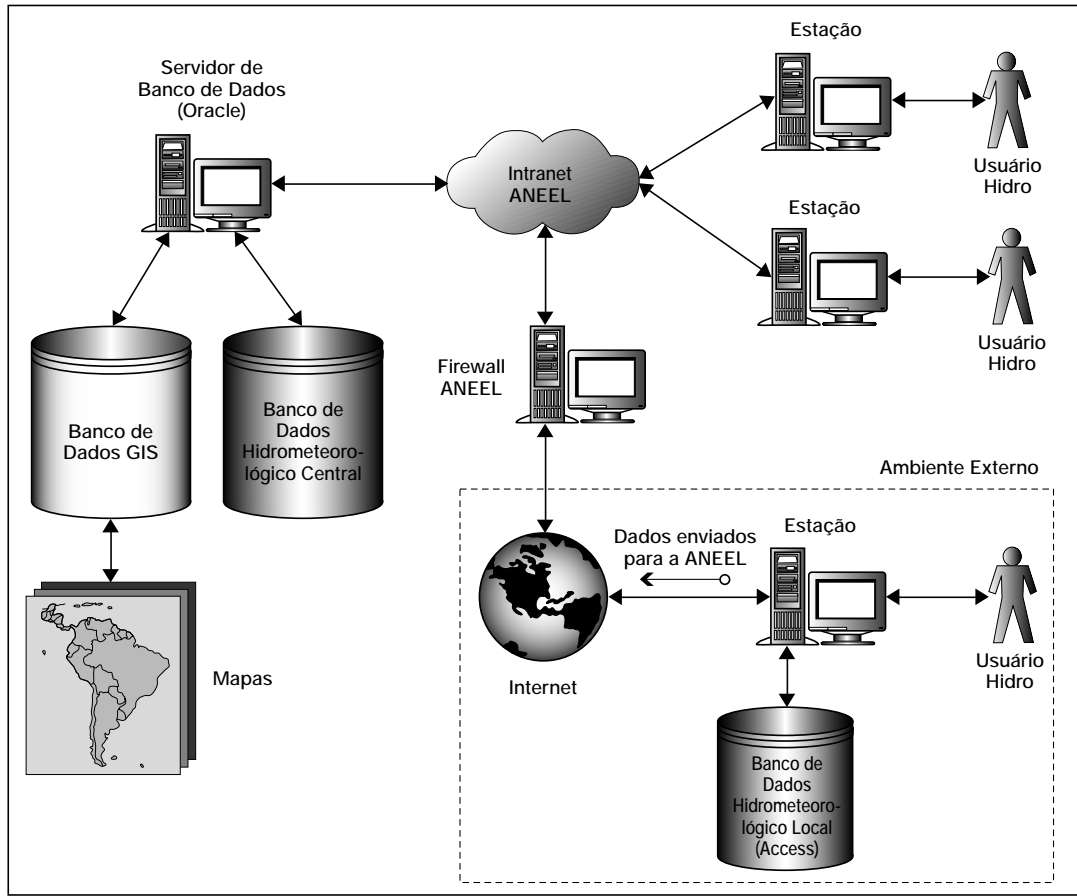 Estação
Servidor de
Banco de Dados
(Oracle)
Intranet
ANEEL
Usuário
Hidro
Estação
Usuário
Hidro
Firewall
ANEEL
Banco de
Dados GIS
Banco de
Dados
Hidrometeoro-
lógico Central
Ambiente Externo
Dados enviados
para a ANEEL
Estação
Internet
Usuário
Hidro
Mapas
Banco de
Dados
Hidrometeoro-
lógico Local
(Access)